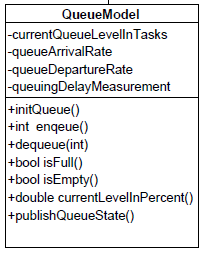 QueueModel
-currentQueueLevelInTasks
-queueArrivalRate
-queueDepartureRate
-queuingDelayMeasurement
+initQueue()
+int enqeue()
+dequeue(int)
+bool isFull()
+bool isEmpty()
+double currentLevelInPercent()
+publishQueueState()